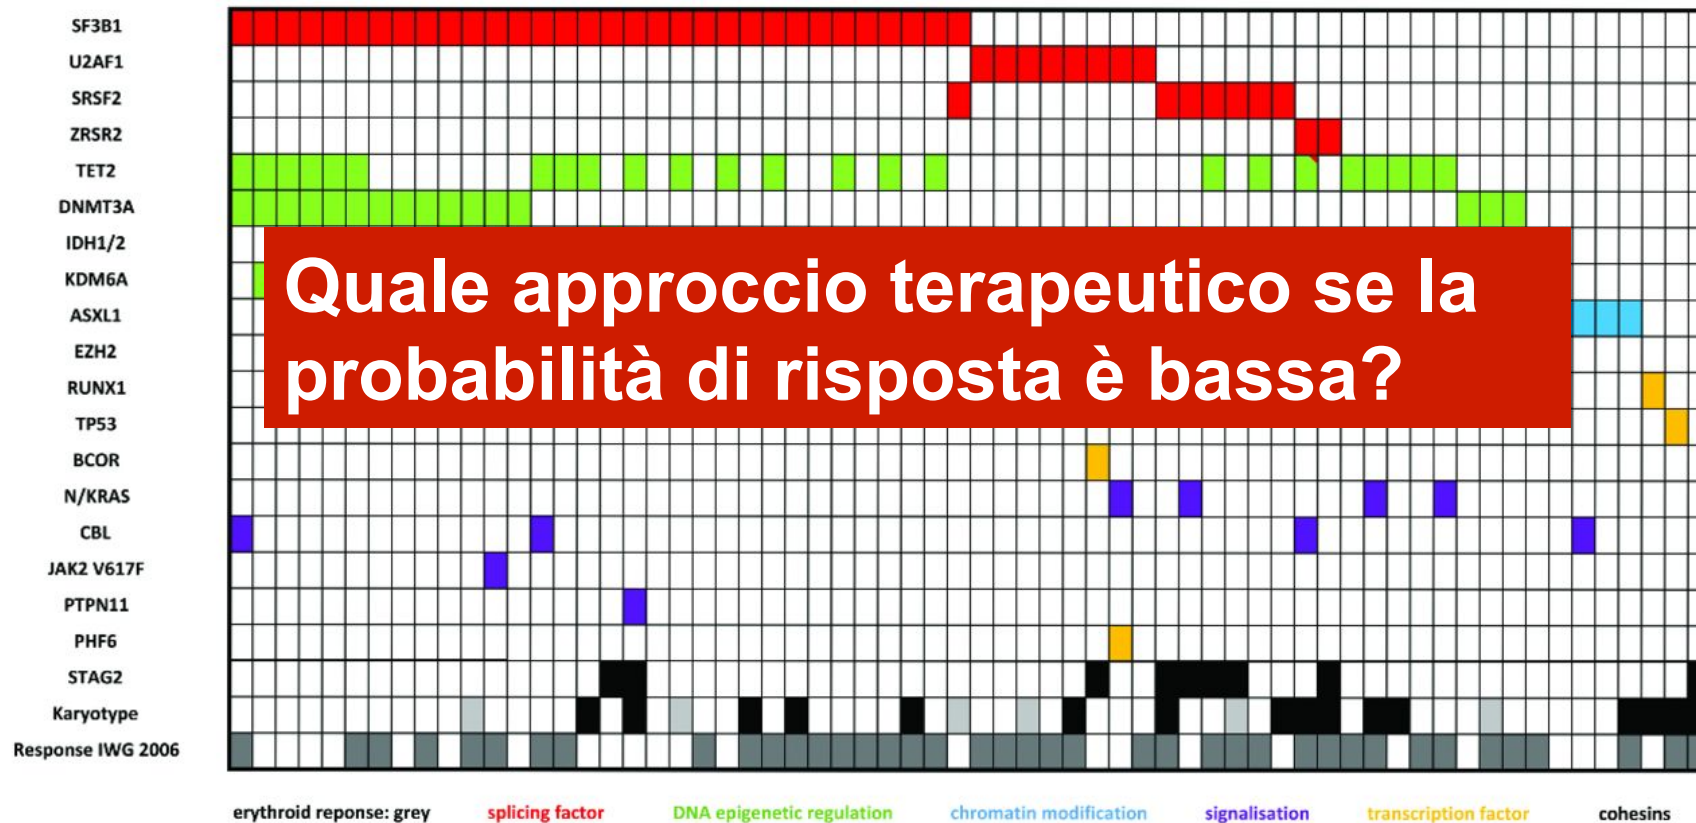 SF3B1
U2AF1
SRSF2
ZRSR2
TET2
DNMT3A
IDH1/2
KDM6A
ASXL1
EZH2
RUNX1
TP53
BCOR
N/KRAS
CBL
JAK2 V617F
PTPN11
PHF6
STAG2
Karyotype
Response IWG 2006
Quale approccio terapeutico se la
probabilità di risposta è bassa?
erythroid reponse: grey splicing factor DNA epigenetic regulation chromatin modification signalisation transcription factor cohesins